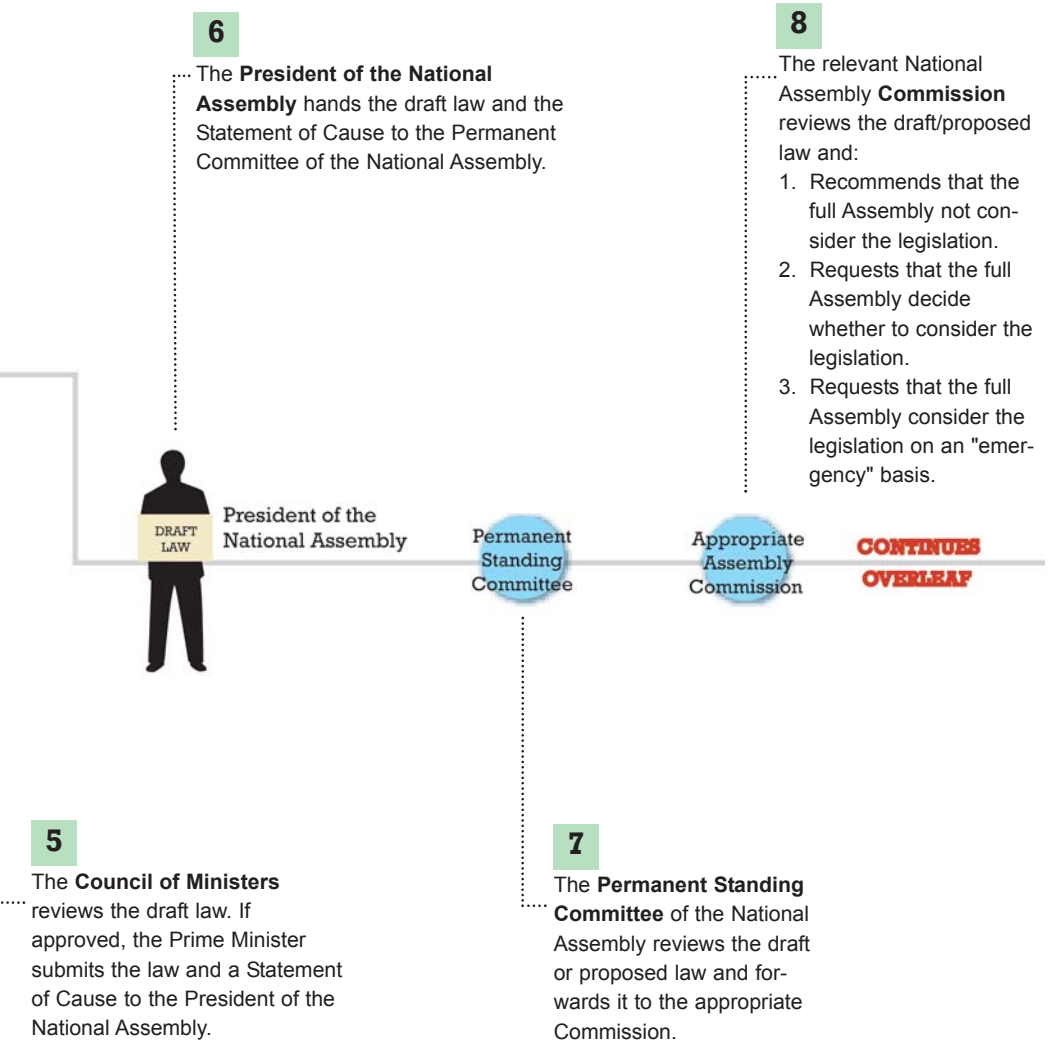 6
The President of the National
Assembly hands the draft law and the
Statement of Cause to the Permanent
Committee of the National Assembly.
8
The relevant National
Assembly Commission
reviews the draft/proposed
law and:
1. Recommends that the
full Assembly not con-
sider the legislation.
2. Requests that the full
Assembly decide
whether to consider the
legislation.
3. Requests that the full
Assembly consider the
legislation on an "emer-
gency" basis.
DRAFT
LAW
President of the
National Assembly
Permanent
Standing
Committee
Appropriate
Assembly
Commission
CONTINUES
OVERLEAF
5
The Council of Ministers
reviews the draft law. If
approved, the Prime Minister
submits the law and a Statement
of Cause to the President of the
National Assembly.
7
The Permanent Standing
Committee of the National
Assembly reviews the draft
or proposed law and for-
wards it to the appropriate
Commission.